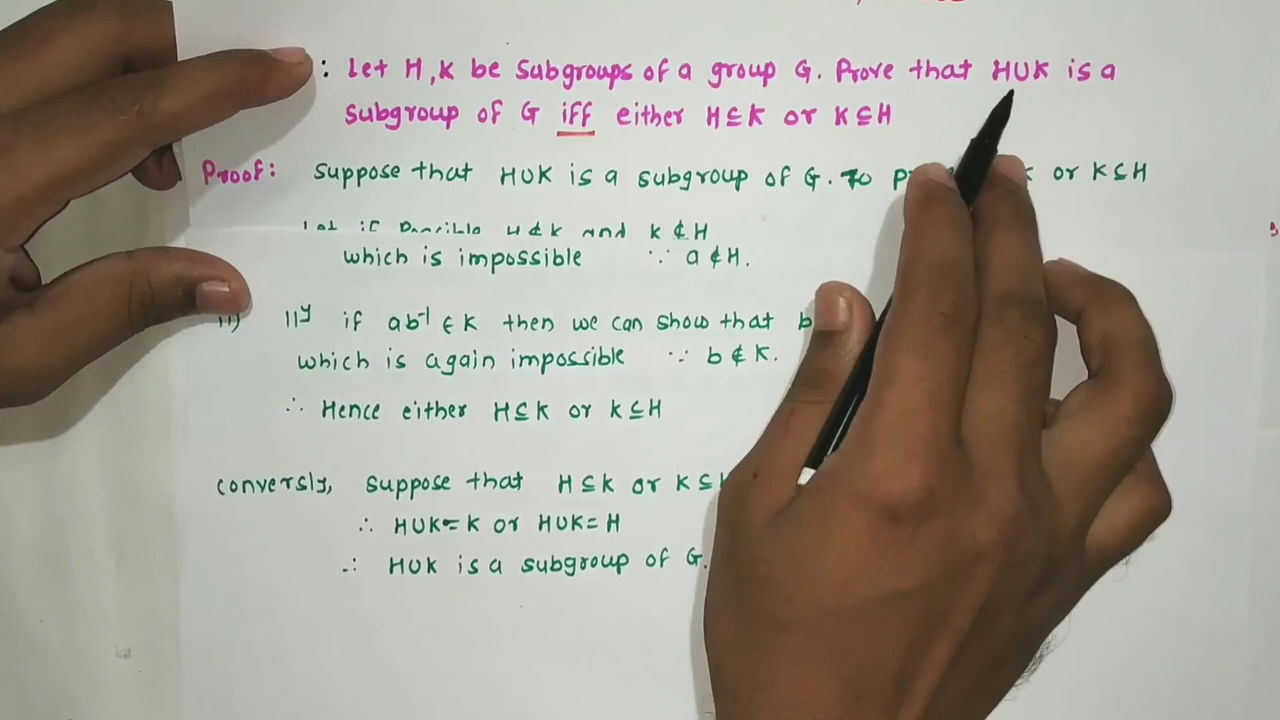 : Let H, K be subgroups of a group G. Prove that HUK is a
subgroup of G iff either H⊆K or K⊆H
Proof: Suppose that HUK is a subgroup of G. To or K⊆H
and K ⊄ H
which is impossible ∵ a ∉ H.
ii) llly if ab⁻¹ ∈ K then we can show that b
which is again impossible ∵ b ∉ K.
∴ Hence either H⊆K or K⊆H
conversly, suppose that H⊆K or K⊆
∴ HUK=K or HUK=H
∴ HUK is a subgroup of G.